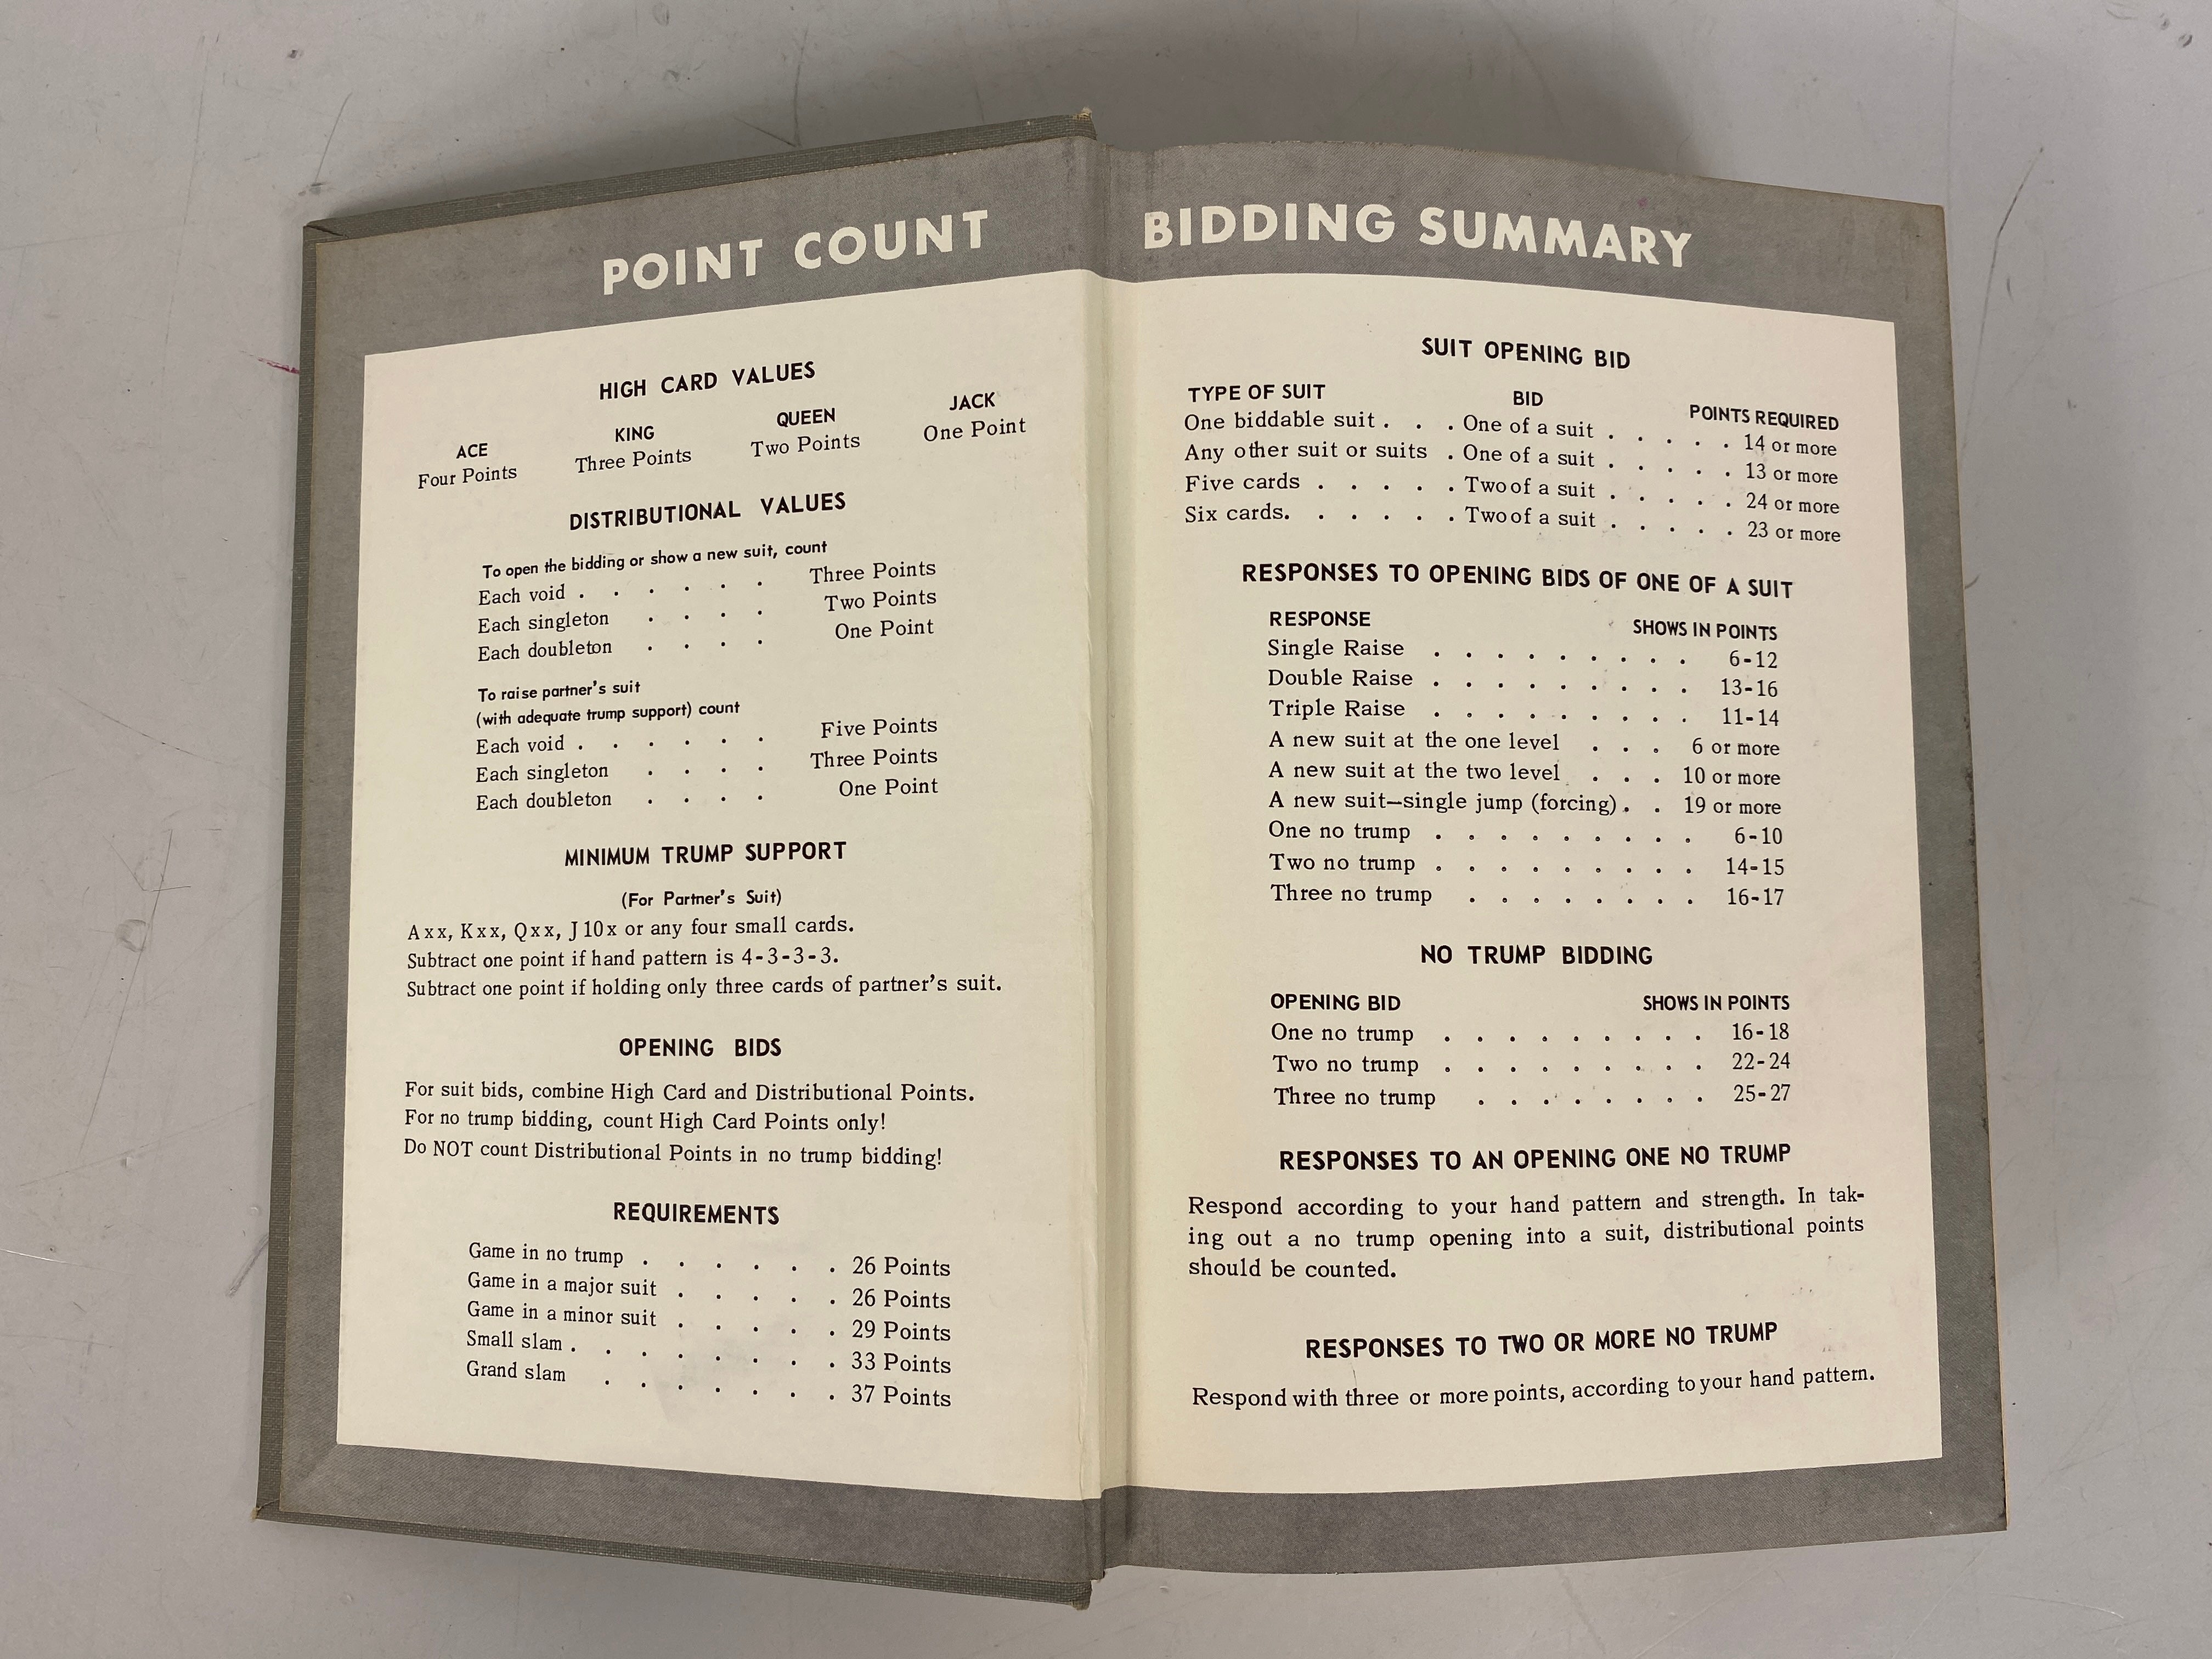 POINT COUNT BIDDING SUMMARY
HIGH CARD VALUES
ACE KING QUEEN JACK
Four Points Three Points Two Points One Point
DISTRIBUTIONAL VALUES
To open the bidding or show a new suit, count
Each void . . . . . . Three Points
Each singleton . . . . Two Points
Each doubleton . . . . One Point
To raise partner's suit
(with adequate trump support) count
Each void . . . . . . Five Points
Each singleton . . . . Three Points
Each doubleton . . . . One Point
MINIMUM TRUMP SUPPORT
(For Partner's Suit)
Axx, Kxx, Qxx, J10x or any four small cards.
Subtract one point if hand pattern is 4-3-3-3.
Subtract one point if holding only three cards of partner's suit.
OPENING BIDS
For suit bids, combine High Card and Distributional Points.
For no trump bidding, count High Card Points only!
Do NOT count Distributional Points in no trump bidding!
REQUIREMENTS
Game in no trump . . . . . . 26 Points
Game in a major suit . . . . . 26 Points
Game in a minor suit . . . . . 29 Points
Small slam . . . . . . . . 33 Points
Grand slam . . . . . . . 37 Points
SUIT OPENING BID
TYPE OF SUIT BID POINTS REQUIRED
One biddable suit . . . One of a suit . . . . . 14 or more
Any other suit or suits . One of a suit . . . . . 13 or more
Five cards . . . . . Two of a suit . . . . . 24 or more
Six cards. . . . . . Two of a suit . . . . . 23 or more
RESPONSES TO OPENING BIDS OF ONE OF A SUIT
RESPONSE SHOWS IN POINTS
Single Raise . . . . . . . . . 6-12
Double Raise . . . . . . . . . 13-16
Triple Raise . . . . . . . . . 11-14
A new suit at the one level . . . 6 or more
A new suit at the two level . . . 10 or more
A new suit—single jump (forcing) . . 19 or more
One no trump . . . . . . . . . 6-10
Two no trump . . . . . . . . . 14-15
Three no trump . . . . . . . . 16-17
NO TRUMP BIDDING
OPENING BID SHOWS IN POINTS
One no trump . . . . . . . . . 16-18
Two no trump . . . . . . . . . 22-24
Three no trump . . . . . . . . 25-27
RESPONSES TO AN OPENING ONE NO TRUMP
Respond according to your hand pattern and strength. In tak-
ing out a no trump opening into a suit, distributional points
should be counted.
RESPONSES TO TWO OR MORE NO TRUMP
Respond with three or more points, according to your hand pattern.